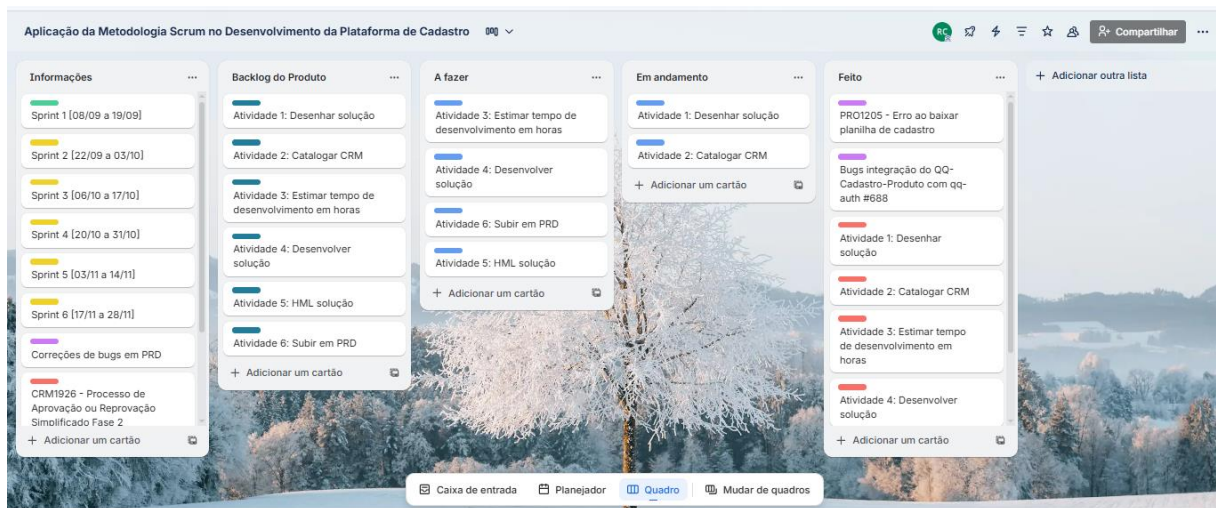 Aplicação da Metodologia Scrum no Desenvolvimento da Plataforma de Cadastro
RC
Compartilhar
Informações
Sprint 1 [08/09 a 19/09]
Sprint 2 [22/09 a 03/10]
Sprint 3 [06/10 a 17/10]
Sprint 4 [20/10 a 31/10]
Sprint 5 [03/11 a 14/11]
Sprint 6 [17/11 a 28/11]
Correções de bugs em PRD
CRM1926 - Processo de
Aprovação ou Reprovação
Simplificado Fase 2
+ Adicionar um cartão
Backlog do Produto
Atividade 1: Desenhar solução
Atividade 2: Catalogar CRM
Atividade 3: Estimar tempo de
desenvolvimento em horas
Atividade 4: Desenvolver
solução
Atividade 5: HML solução
Atividade 6: Subir em PRD
+ Adicionar um cartão
A fazer
Atividade 3: Estimar tempo de
desenvolvimento em horas
Atividade 4: Desenvolver
solução
Atividade 6: Subir em PRD
Atividade 5: HML solução
+ Adicionar um cartão
Em andamento
Atividade 1: Desenhar solução
Atividade 2: Catalogar CRM
+ Adicionar um cartão
Feito
PRO1205 - Erro ao baixar
planilha de cadastro
Bugs integração do QQ-
Cadastro-Produto com qq-
auth #688
Atividade 1: Desenhar
solução
Atividade 2: Catalogar CRM
Atividade 3: Estimar tempo
de desenvolvimento em
horas
Atividade 4: Desenvolver
solução
+ Adicionar um cartão
+ Adicionar outra lista
Caixa de entrada
Planejador
Quadro
Mudar de quadros